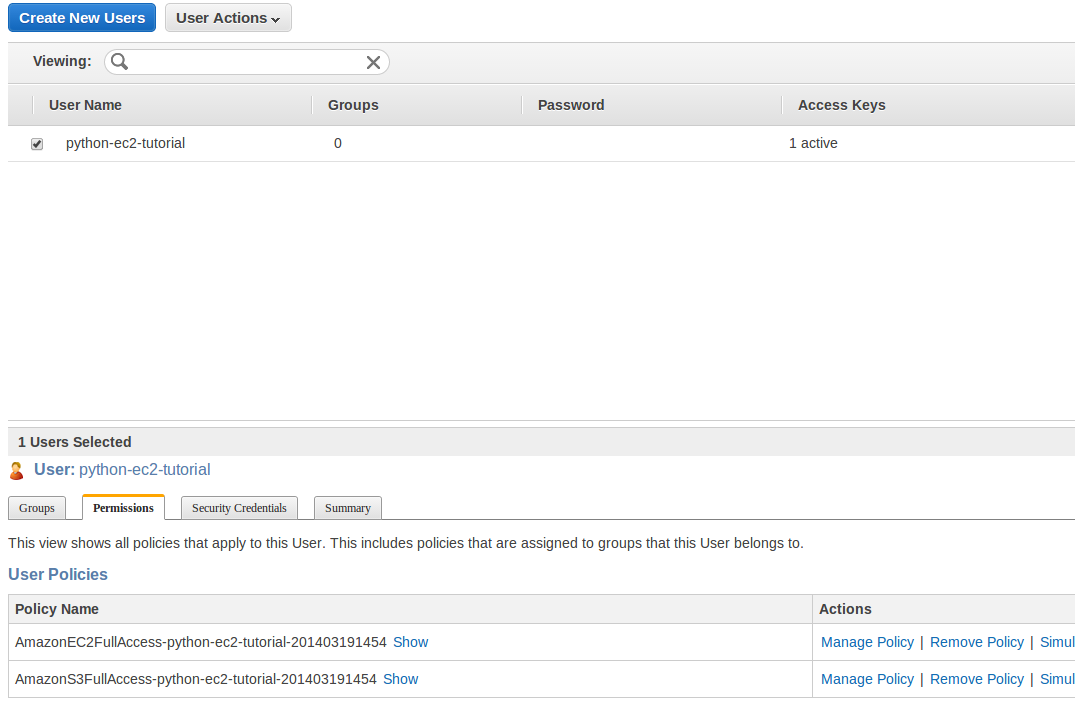 Create New Users User Actions
Viewing:
User Name Groups Password Access Keys
python-ec2-tutorial 0 1 active
1 Users Selected
User: python-ec2-tutorial
Groups Permissions Security Credentials Summary
This view shows all policies that apply to this User. This includes policies that are assigned to groups that this User belongs to.
User Policies
Policy Name Actions
AmazonEC2FullAccess-python-ec2-tutorial-201403191454 Show Manage Policy | Remove Policy | Simul
AmazonS3FullAccess-python-ec2-tutorial-201403191454 Show Manage Policy | Remove Policy | Simul